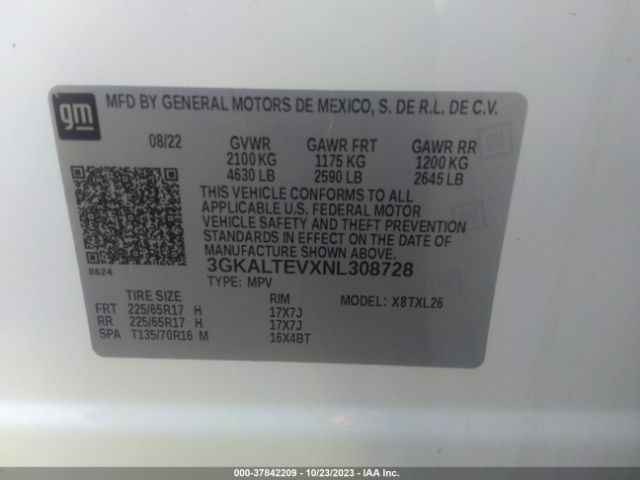 gm
MFD BY GENERAL MOTORS DE MEXICO, S. DE R.L. DE C.V.
08/22 GVWR GAWR FRT GAWR RR
2100 KG 1175 KG 1200 KG
4630 LB 2590 LB 2645 LB
THIS VEHICLE CONFORMS TO ALL
APPLICABLE U.S. FEDERAL MOTOR
VEHICLE SAFETY AND THEFT PREVENTION
STANDARDS IN EFFECT ON THE DATE OF
MANUFACTURE SHOWN ABOVE.
8624 3GKALTEVXNL308728
TYPE: MPV
TIRE SIZE RIM MODEL: X8TXL26
FRT 225/65R17 H 17X7J
RR 225/65R17 H 17X7J
SPA T135/70R16 M 16X4BT
000-37842209 - 10/23/2023 - IAA Inc.